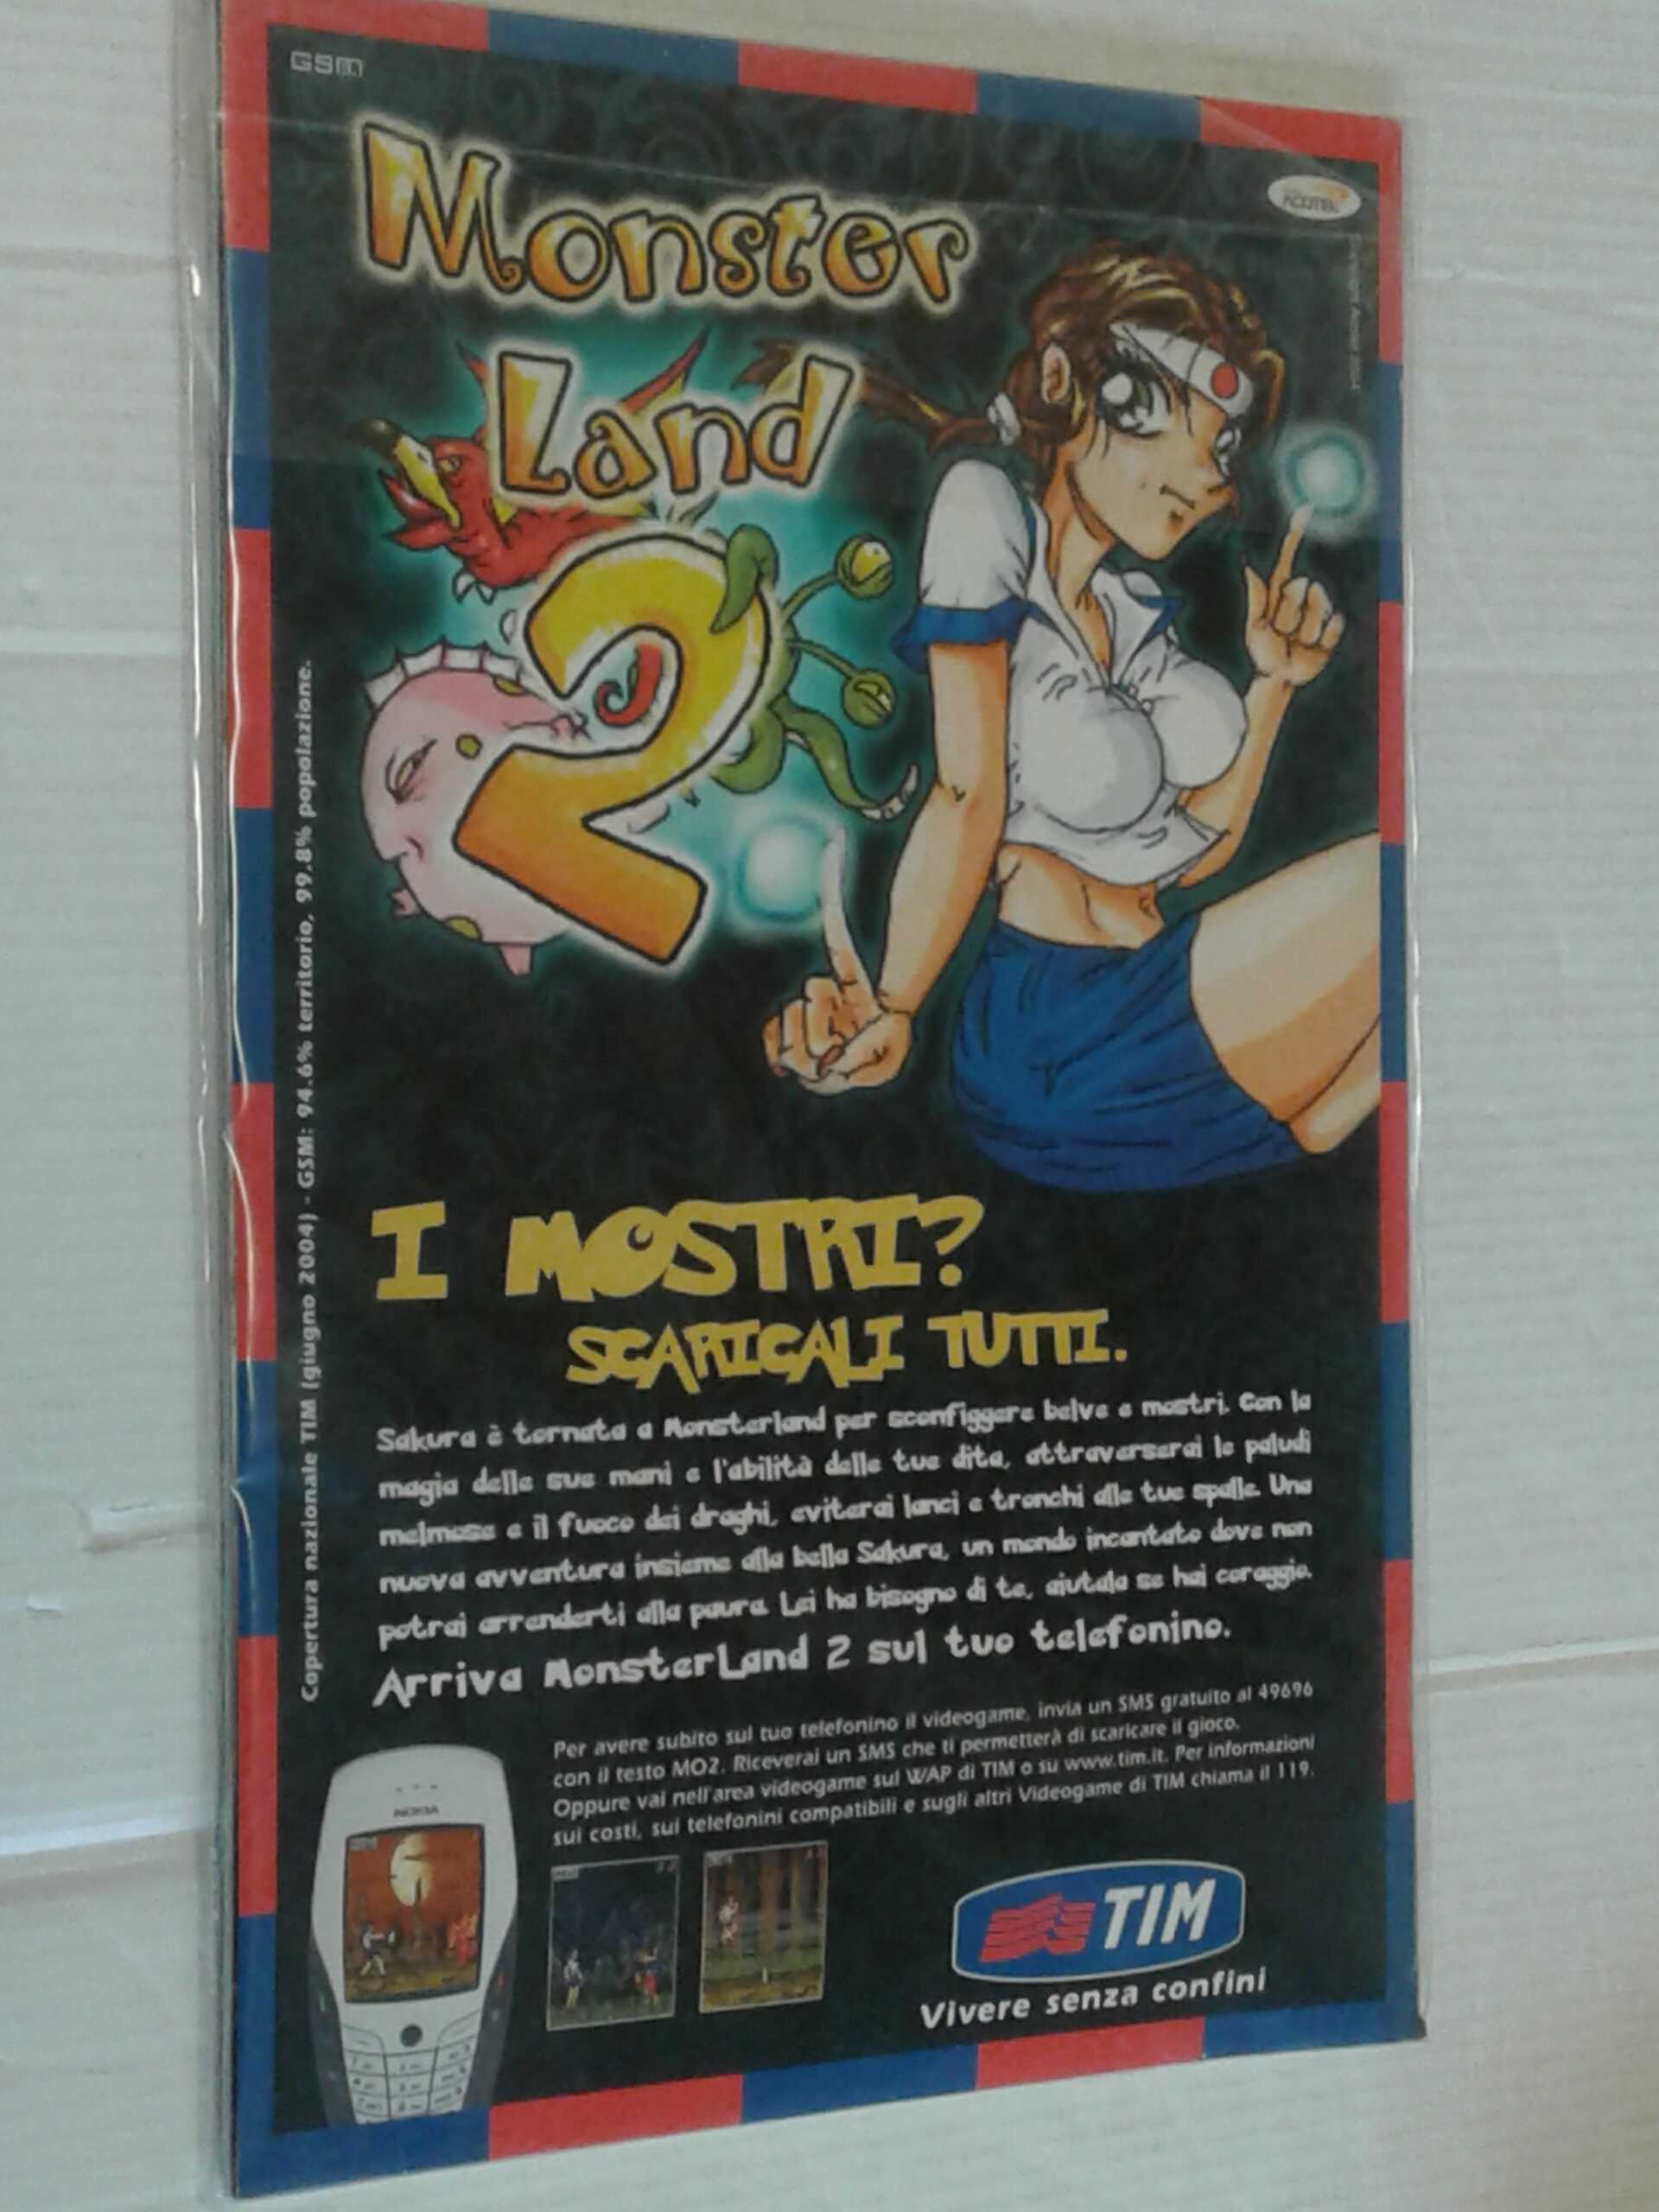 GSM
ACOTEL
Monster
Land
2
I MOSTRI?
SCARICALI TUTTI.
Sakura è tornata a Monsterland per sconfiggere belve e mostri. Con la
magia delle sue mani e l'abilità delle tue dita, attraverserai le paludi
melmose e il fuoco dei draghi, eviterai lanci e tronchi alle tue spalle. Una
nuova avventura insieme alla bella Sakura, un mondo incantato dove non
potrai arrenderti alla paura. Lei ha bisogno di te, aiutala se hai coraggio.
Arriva MonsterLand 2 sul tuo telefonino.
Per avere subito sul tuo telefonino il videogame, invia un SMS gratuito al 49696
con il testo MO2. Riceverai un SMS che ti permetterà di scaricare il gioco.
Oppure vai nell'area videogame sul WAP di TIM o su www.tim.it. Per informazioni
sui costi, sui telefonini compatibili e sugli altri Videogame di TIM chiama il 119.
NOKIA
TIM
Vivere senza confini
Copertura nazionale TIM (giugno 2004) - GSM: 94.6% territorio, 99.8% popolazione.